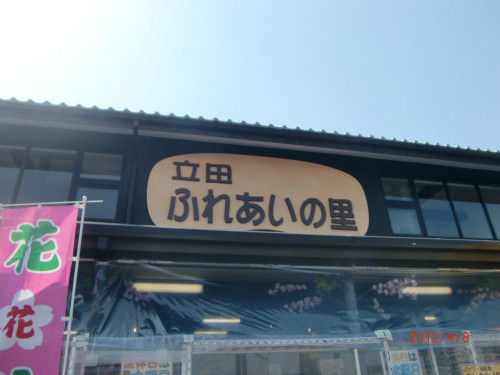 立田
ふれあいの里
花
花
2012/4/8